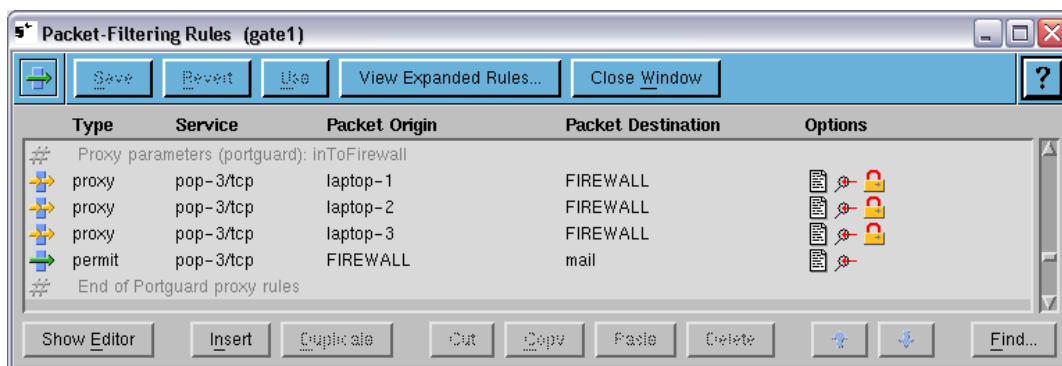 Packet-Filtering Rules (gate1)
Save Revert Use View Expanded Rules... Close Window ?
Type Service Packet Origin Packet Destination Options
# Proxy parameters (portguard): inToFirewall
proxy pop-3/tcp laptop-1 FIREWALL
proxy pop-3/tcp laptop-2 FIREWALL
proxy pop-3/tcp laptop-3 FIREWALL
permit pop-3/tcp FIREWALL mail
# End of Portguard proxy rules
Show Editor Insert Duplicate Cut Copy Paste Delete Find...